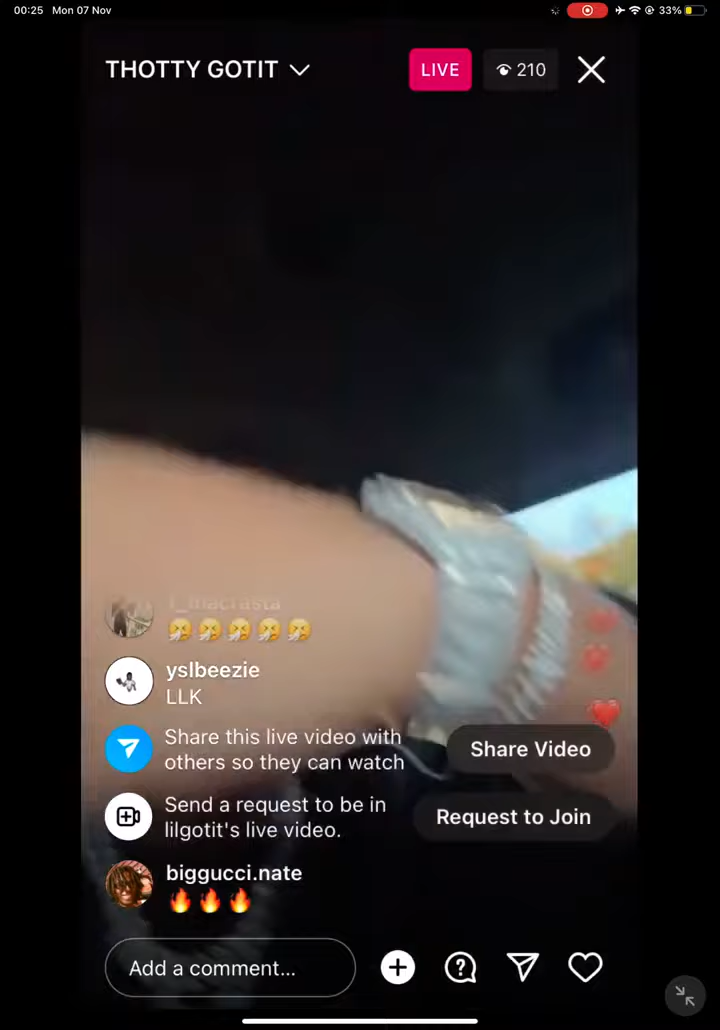 00:25 Mon 07 Nov
33%
THOTTY GOTIT
LIVE
210
🤧🤧🤧🤧🤧
yslbeezie
LLK
Share this live video with
others so they can watch
Share Video
Send a request to be in
lilgotit's live video.
Request to Join
biggucci.nate
🔥🔥🔥
Add a comment...